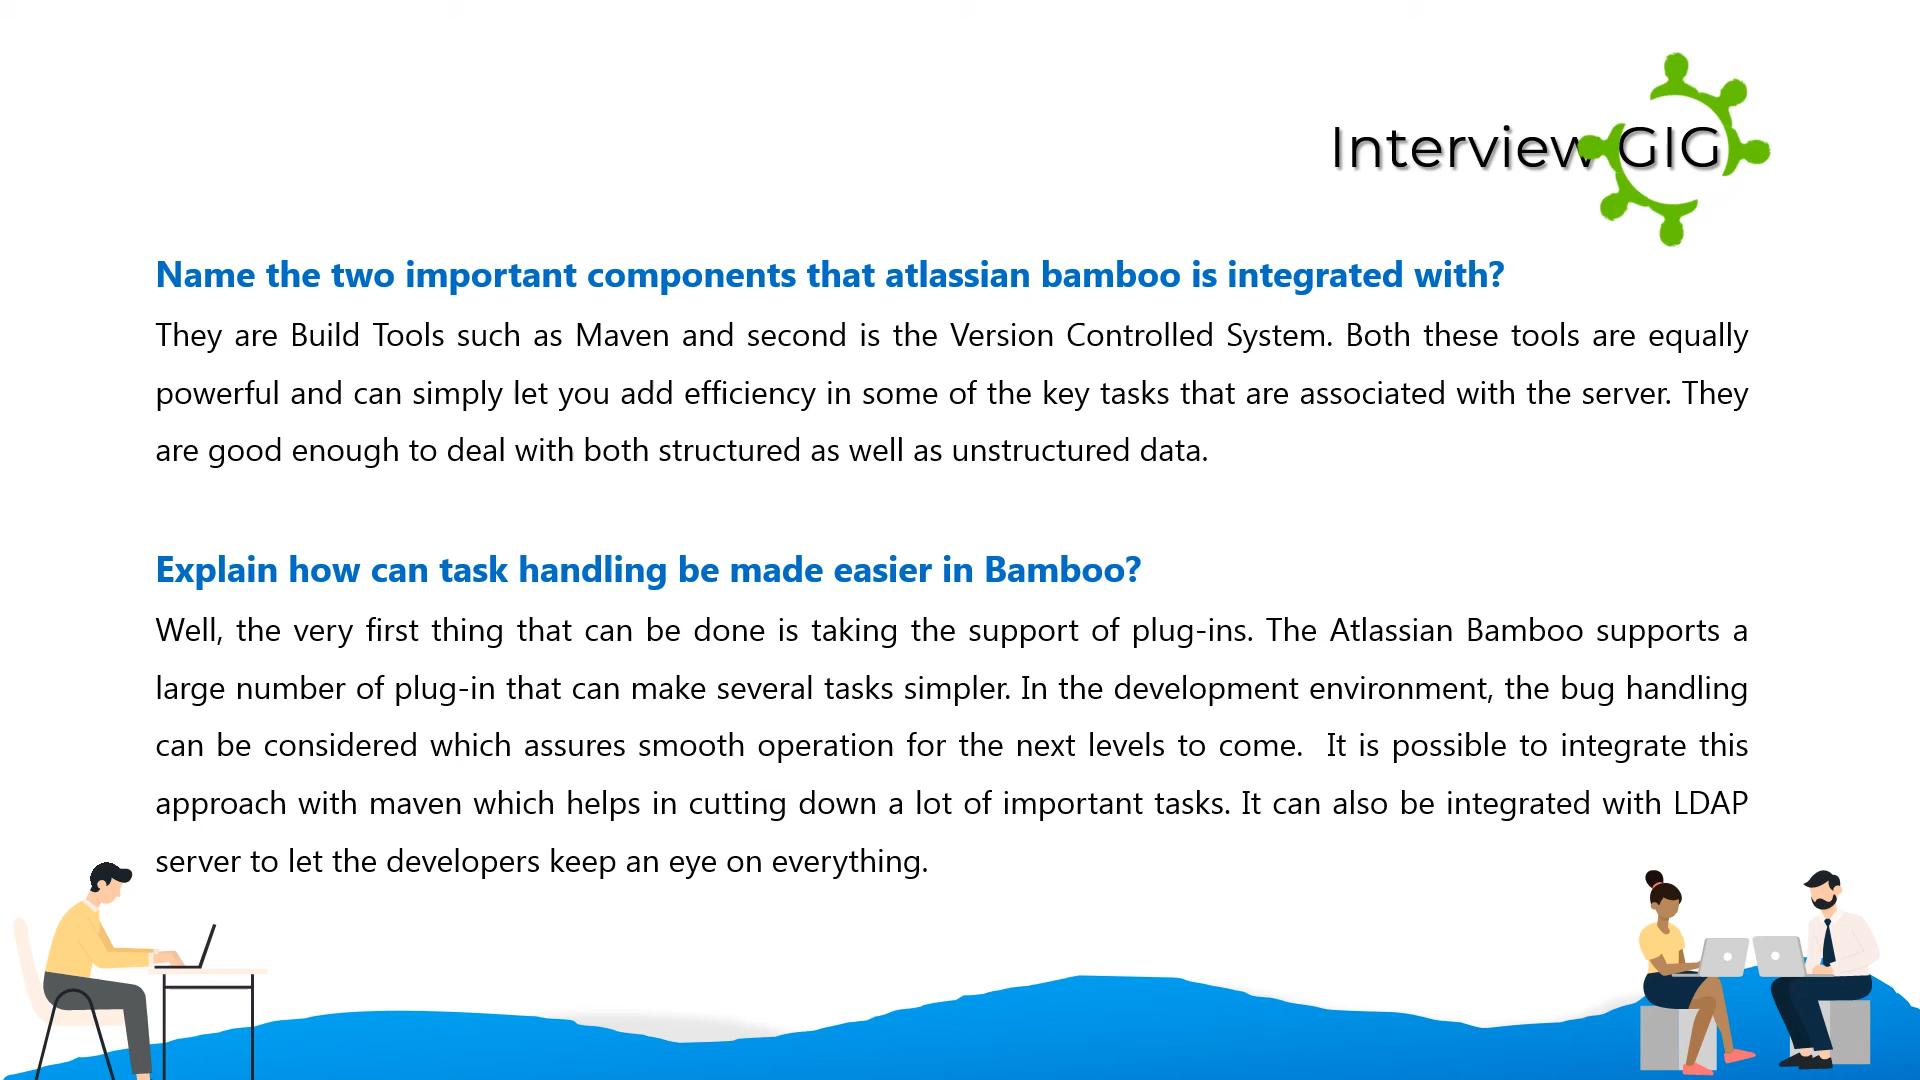 Interview GIG
Name the two important components that atlassian bamboo is integrated with?
They are Build Tools such as Maven and second is the Version Controlled System. Both these tools are equally
powerful and can simply let you add efficiency in some of the key tasks that are associated with the server. They
are good enough to deal with both structured as well as unstructured data.
Explain how can task handling be made easier in Bamboo?
Well, the very first thing that can be done is taking the support of plug-ins. The Atlassian Bamboo supports a
large number of plug-in that can make several tasks simpler. In the development environment, the bug handling
can be considered which assures smooth operation for the next levels to come.  It is possible to integrate this
approach with maven which helps in cutting down a lot of important tasks. It can also be integrated with LDAP
server to let the developers keep an eye on everything.